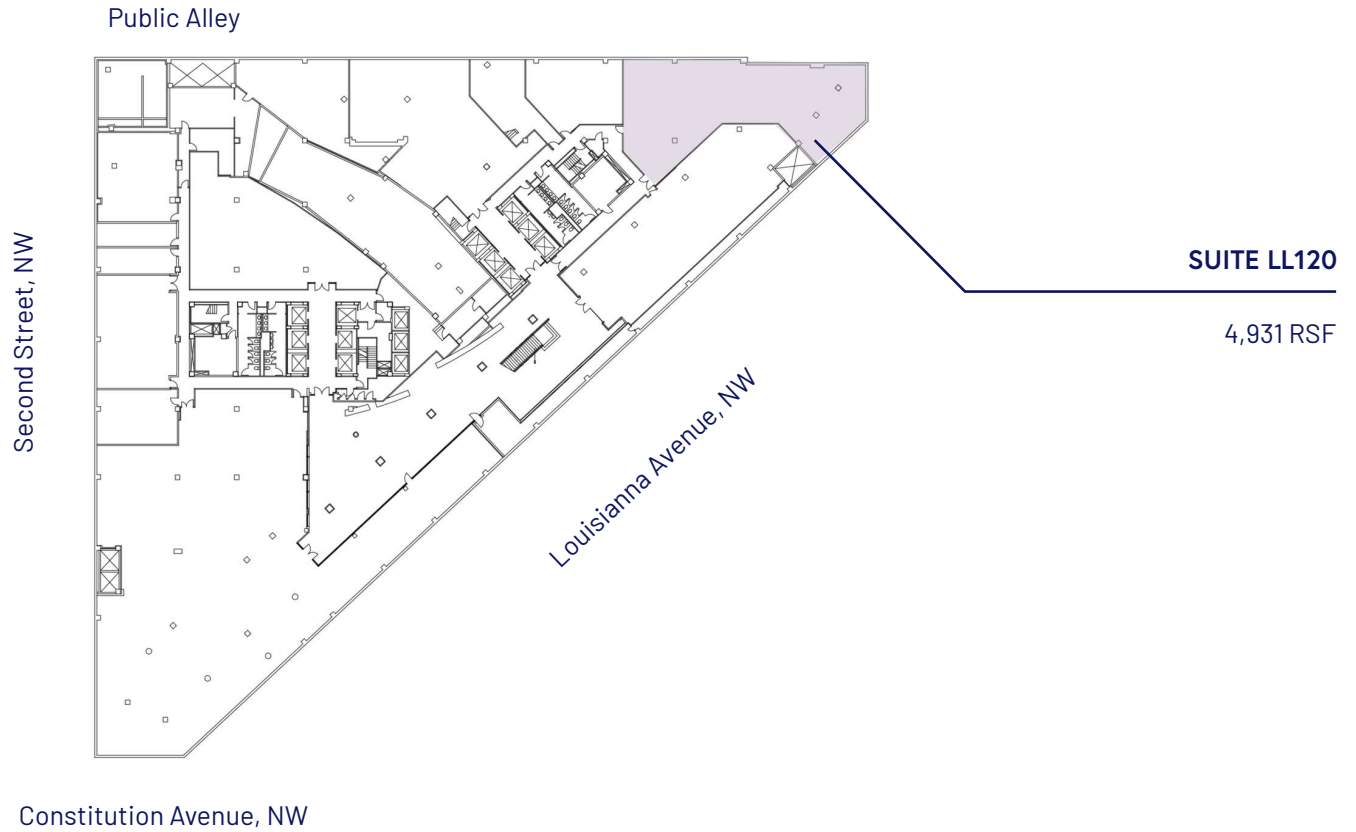 Public Alley
Second Street, NW
SUITE LL120
4,931 RSF
Louisianna Avenue, NW
Constitution Avenue, NW